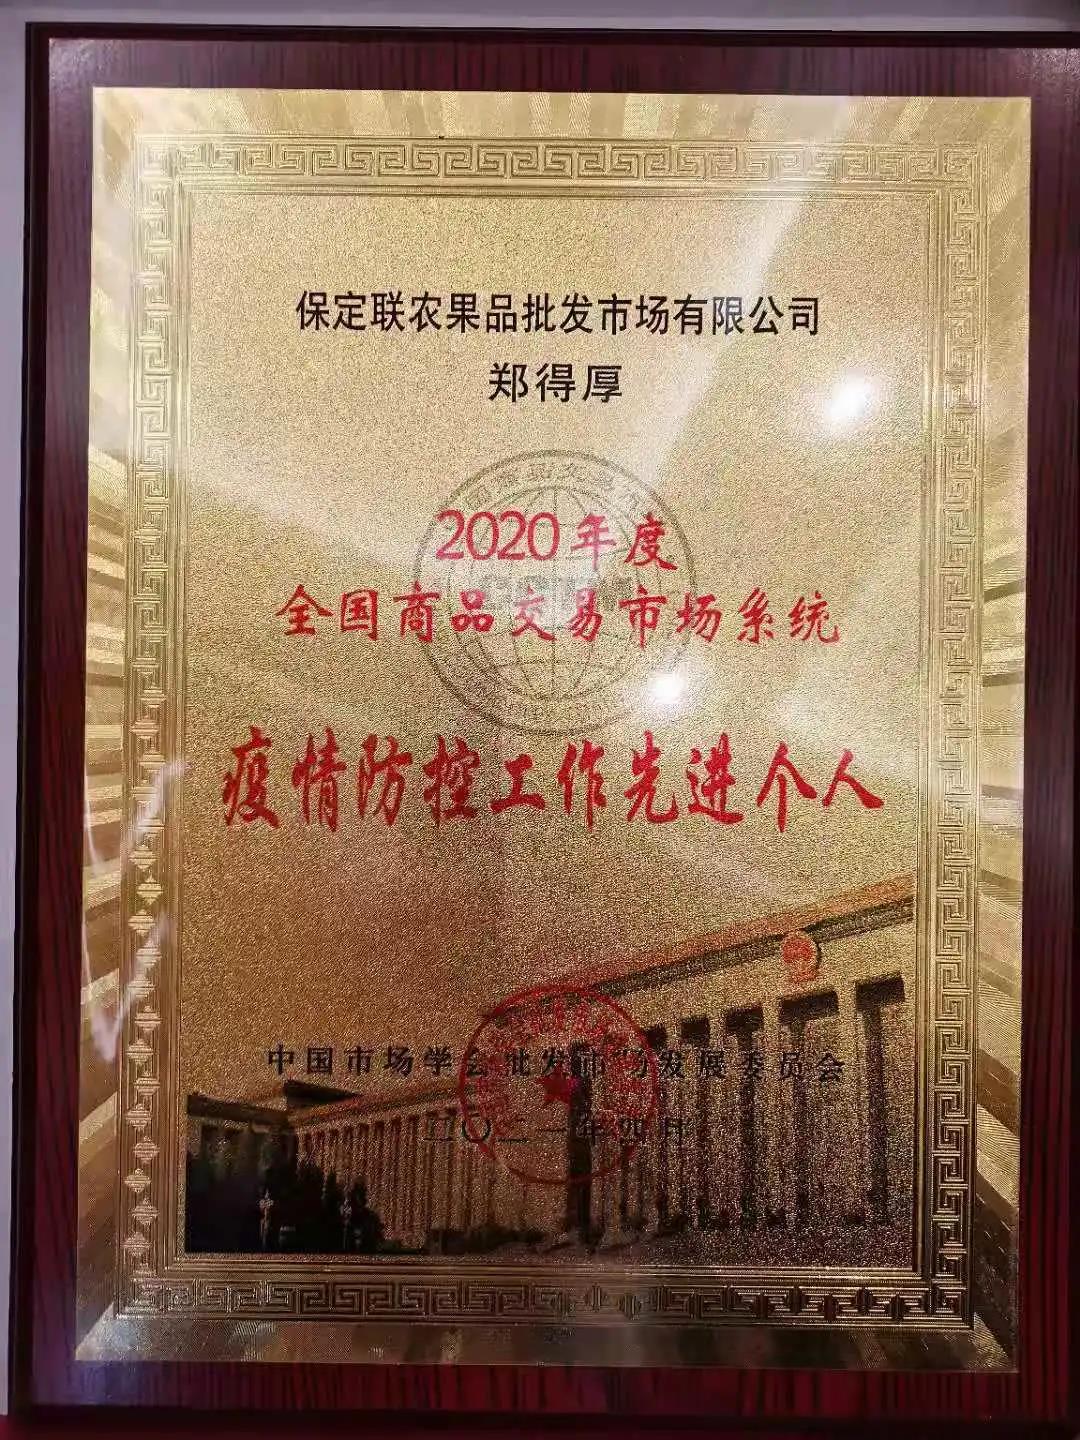 保定联农果品批发市场有限公司
郑得厚
2020年度
全国商品交易市场系统
疫情防控工作先进个人
中国市场学会批发市场发展委员会
二〇二一年四月